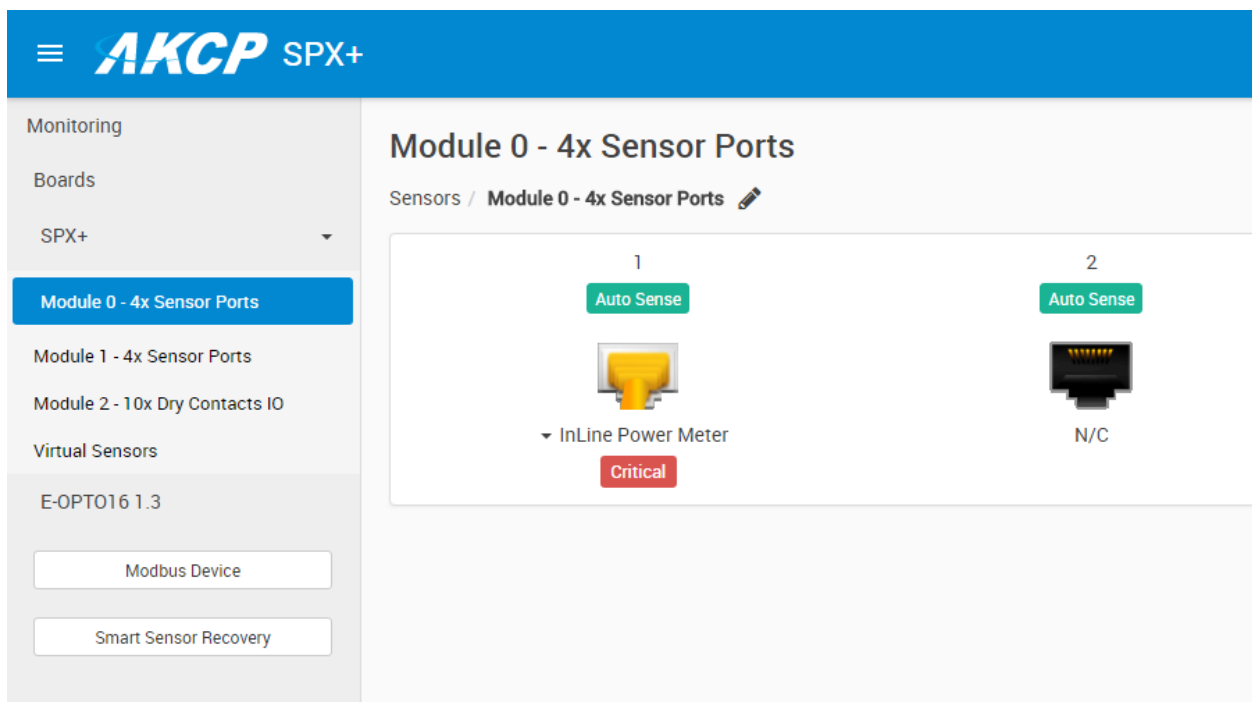 AKCP SPX+
Monitoring
Boards
SPX+
Module 0 - 4x Sensor Ports
Module 1 - 4x Sensor Ports
Module 2 - 10x Dry Contacts IO
Virtual Sensors
E-OPTO16 1.3
Modbus Device
Smart Sensor Recovery
Module 0 - 4x Sensor Ports
Sensors / Module 0 - 4x Sensor Ports
1
Auto Sense
InLine Power Meter
Critical
2
Auto Sense
N/C